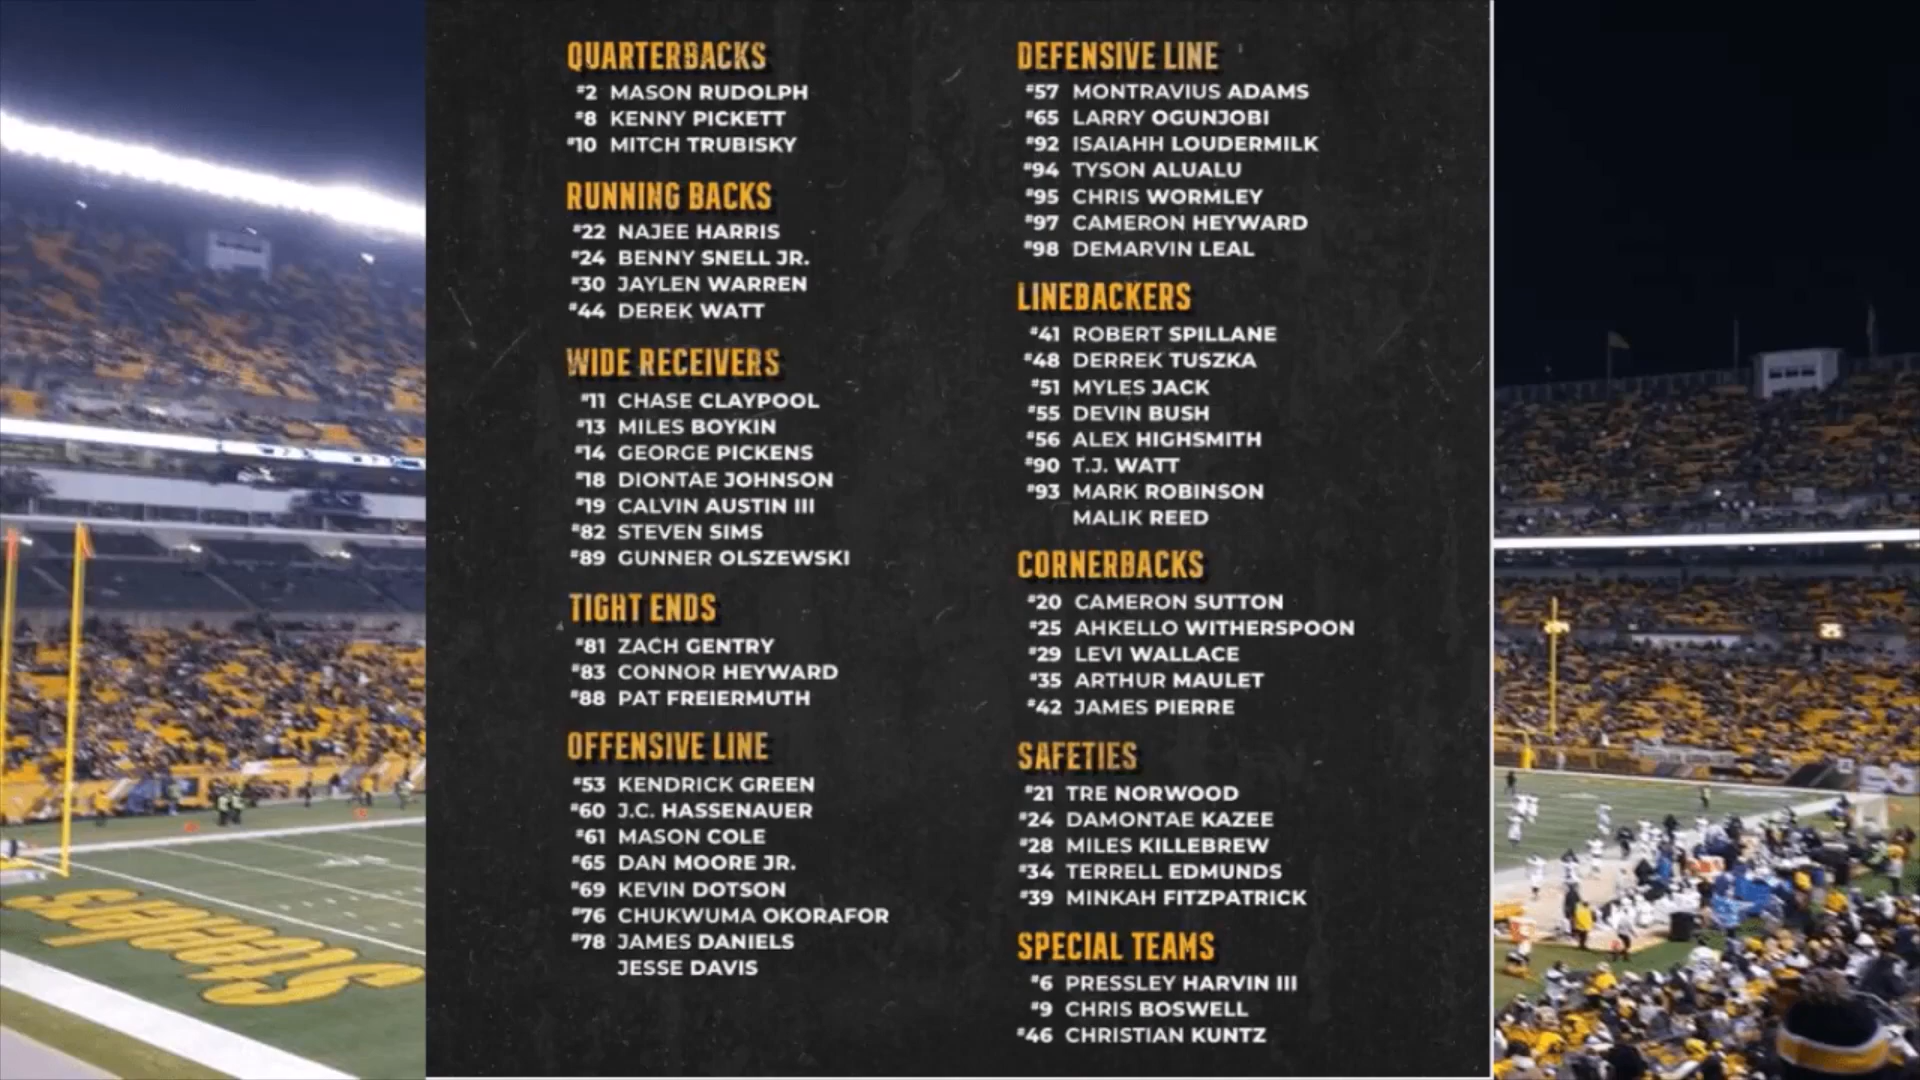 QUARTERBACKS
#2 MASON RUDOLPH
#8 KENNY PICKETT
#10 MITCH TRUBISKY
RUNNING BACKS
#22 NAJEE HARRIS
#24 BENNY SNELL JR.
#30 JAYLEN WARREN
#44 DEREK WATT
WIDE RECEIVERS
#11 CHASE CLAYPOOL
#13 MILES BOYKIN
#14 GEORGE PICKENS
#18 DIONTAE JOHNSON
#19 CALVIN AUSTIN III
#82 STEVEN SIMS
#89 GUNNER OLSZEWSKI
TIGHT ENDS
#81 ZACH GENTRY
#83 CONNOR HEYWARD
#88 PAT FREIERMUTH
OFFENSIVE LINE
#53 KENDRICK GREEN
#60 J.C. HASSENAUER
#61 MASON COLE
#65 DAN MOORE JR.
#69 KEVIN DOTSON
#76 CHUKWUMA OKORAFOR
#78 JAMES DANIELS
JESSE DAVIS
DEFENSIVE LINE
#57 MONTRAVIUS ADAMS
#65 LARRY OGUNJOBI
#92 ISAIAHH LOUDERMILK
#94 TYSON ALUALU
#95 CHRIS WORMLEY
#97 CAMERON HEYWARD
#98 DEMARVIN LEAL
LINEBACKERS
#41 ROBERT SPILLANE
#48 DERREK TUSZKA
#51 MYLES JACK
#55 DEVIN BUSH
#56 ALEX HIGHSMITH
#90 T.J. WATT
#93 MARK ROBINSON
MALIK REED
CORNERBACKS
#20 CAMERON SUTTON
#25 AHKELLO WITHERSPOON
#29 LEVI WALLACE
#35 ARTHUR MAULET
#42 JAMES PIERRE
SAFETIES
#21 TRE NORWOOD
#24 DAMONTAE KAZEE
#28 MILES KILLEBREW
#34 TERRELL EDMUNDS
#39 MINKAH FITZPATRICK
SPECIAL TEAMS
#6 PRESSLEY HARVIN III
#9 CHRIS BOSWELL
#46 CHRISTIAN KUNTZ
Steelers
25